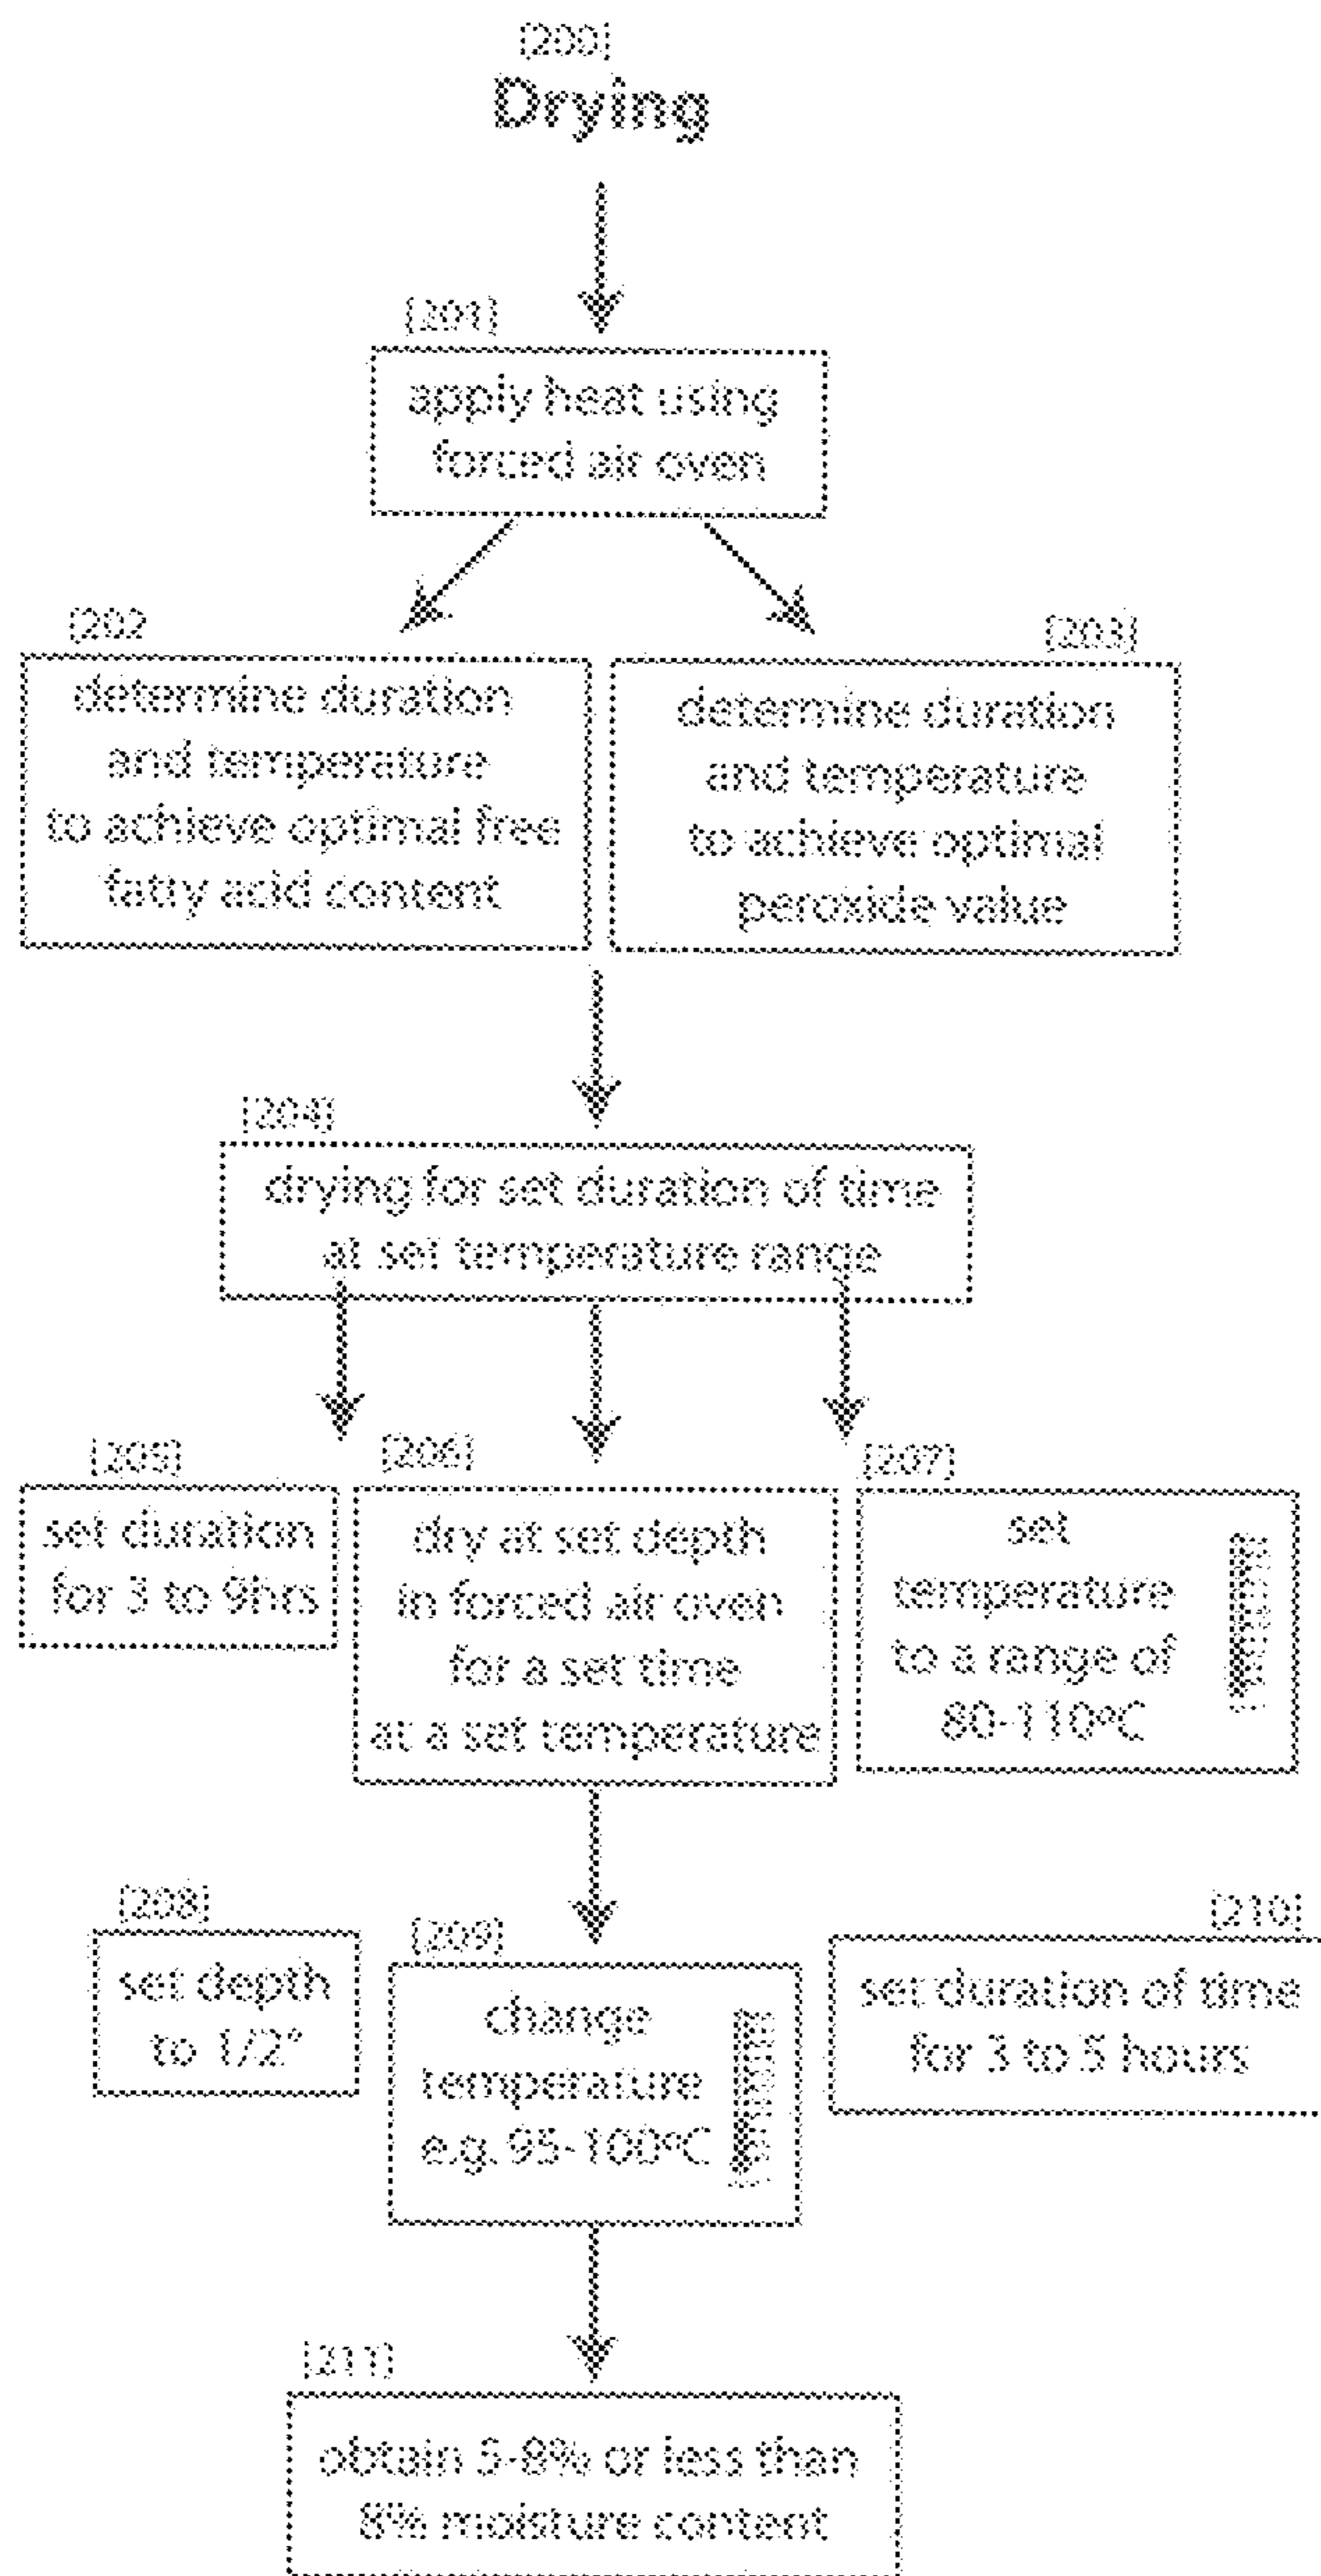 [200]
Drying
[201]
apply heat using
forced air oven
[202
determine duration
and temperature
to achieve optimal free
fatty acid content
[203]
determine duration
and temperature
to achieve optimal
peroxide value
[204]
drying for set duration of time
at set temperature range
[205]
set duration
for 3 to 9hrs
[206]
dry at set depth
in forced air oven
for a set time
at a set temperature
[207]
set
temperature
to a range of
80-110ºC
[208]
set depth
to 1/2"
[209]
change
temperature
e.g. 95-100ºC
[210]
set duration of time
for 3 to 5 hours
[211]
obtain 5-8% or less than
8% moisture content